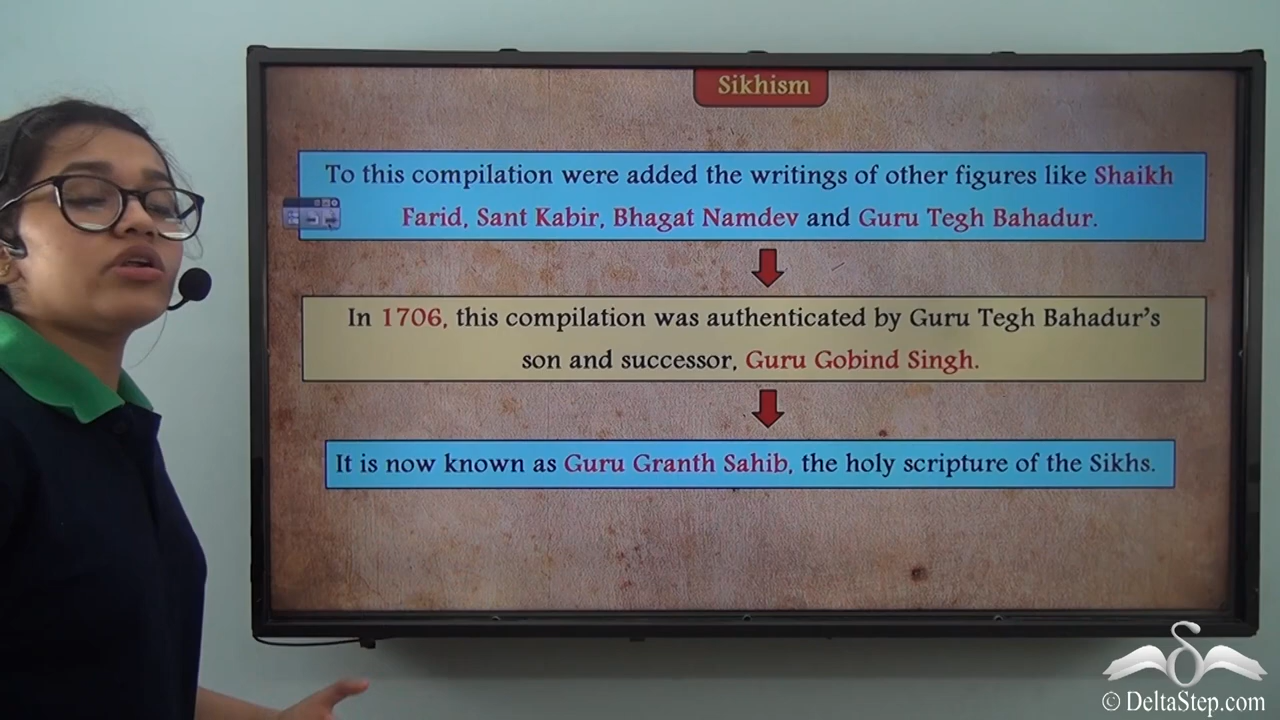 Sikhism
To this compilation were added the writings of other figures like Shaikh
Farid, Sant Kabir, Bhagat Namdev and Guru Tegh Bahadur.
In 1706, this compilation was authenticated by Guru Tegh Bahadur's
son and successor, Guru Gobind Singh.
It is now known as Guru Granth Sahib, the holy scripture of the Sikhs.
© DeltaStep.com